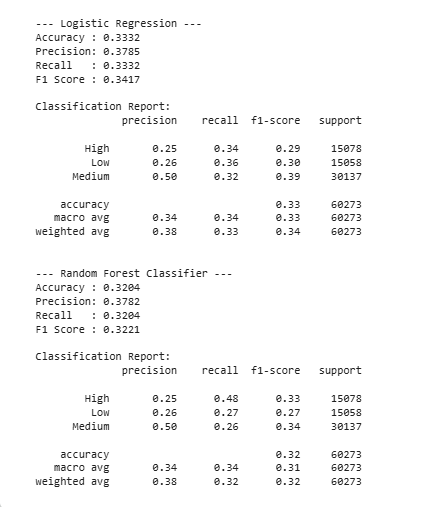 --- Logistic Regression ---
Accuracy : 0.3332
Precision: 0.3785
Recall   : 0.3332
F1 Score : 0.3417
Classification Report:
precision recall f1-score support
High 0.25 0.34 0.29 15078
Low 0.26 0.36 0.30 15058
Medium 0.50 0.32 0.39 30137
accuracy 0.33 60273
macro avg 0.34 0.34 0.33 60273
weighted avg 0.38 0.33 0.34 60273
--- Random Forest Classifier ---
Accuracy : 0.3204
Precision: 0.3782
Recall   : 0.3204
F1 Score : 0.3221
Classification Report:
precision recall f1-score support
High 0.25 0.48 0.33 15078
Low 0.26 0.27 0.27 15058
Medium 0.50 0.26 0.34 30137
accuracy 0.32 60273
macro avg 0.34 0.34 0.31 60273
weighted avg 0.38 0.32 0.32 60273